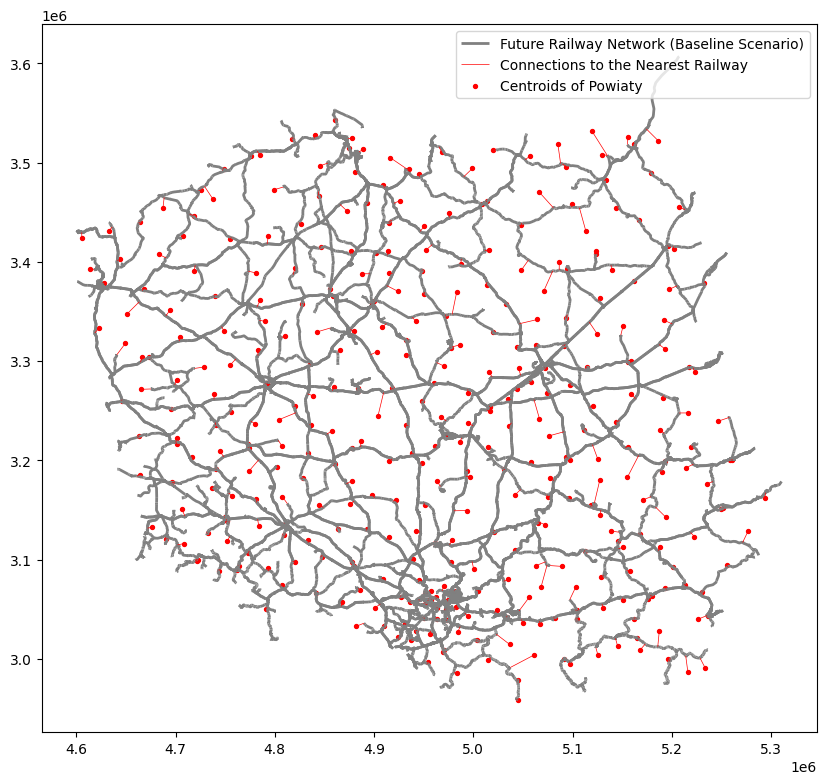 1e6
Future Railway Network (Baseline Scenario)
Connections to the Nearest Railway
Centroids of Powiaty
3.6
3.5
3.4
3.3
3.2
3.1
3.0
4.6 4.7 4.8 4.9 5.0 5.1 5.2 5.3
1e6